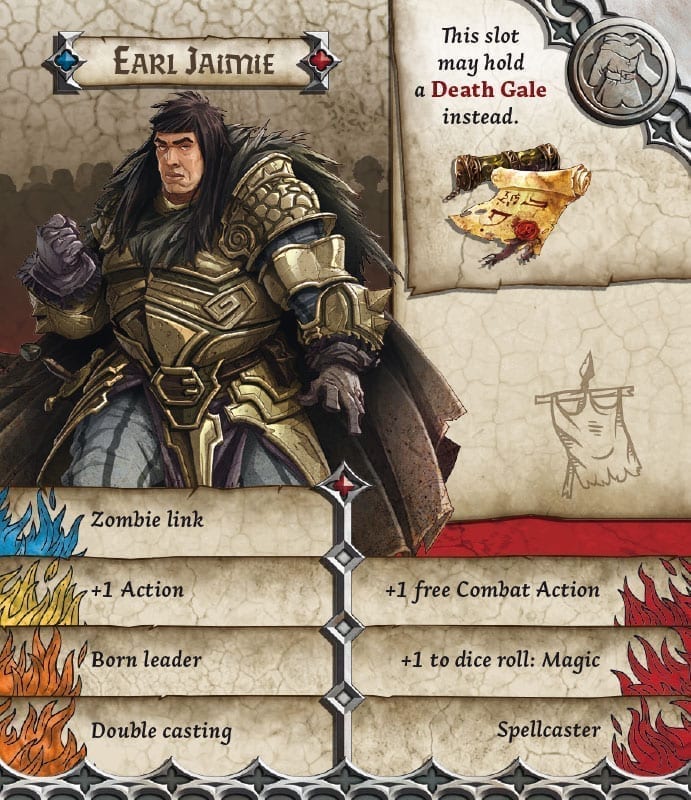 Earl Jaimie
This slot
may hold
a Death Gale
instead.
Zombie link
+1 Action
+1 free Combat Action
Born leader
+1 to dice roll: Magic
Double casting
Spellcaster